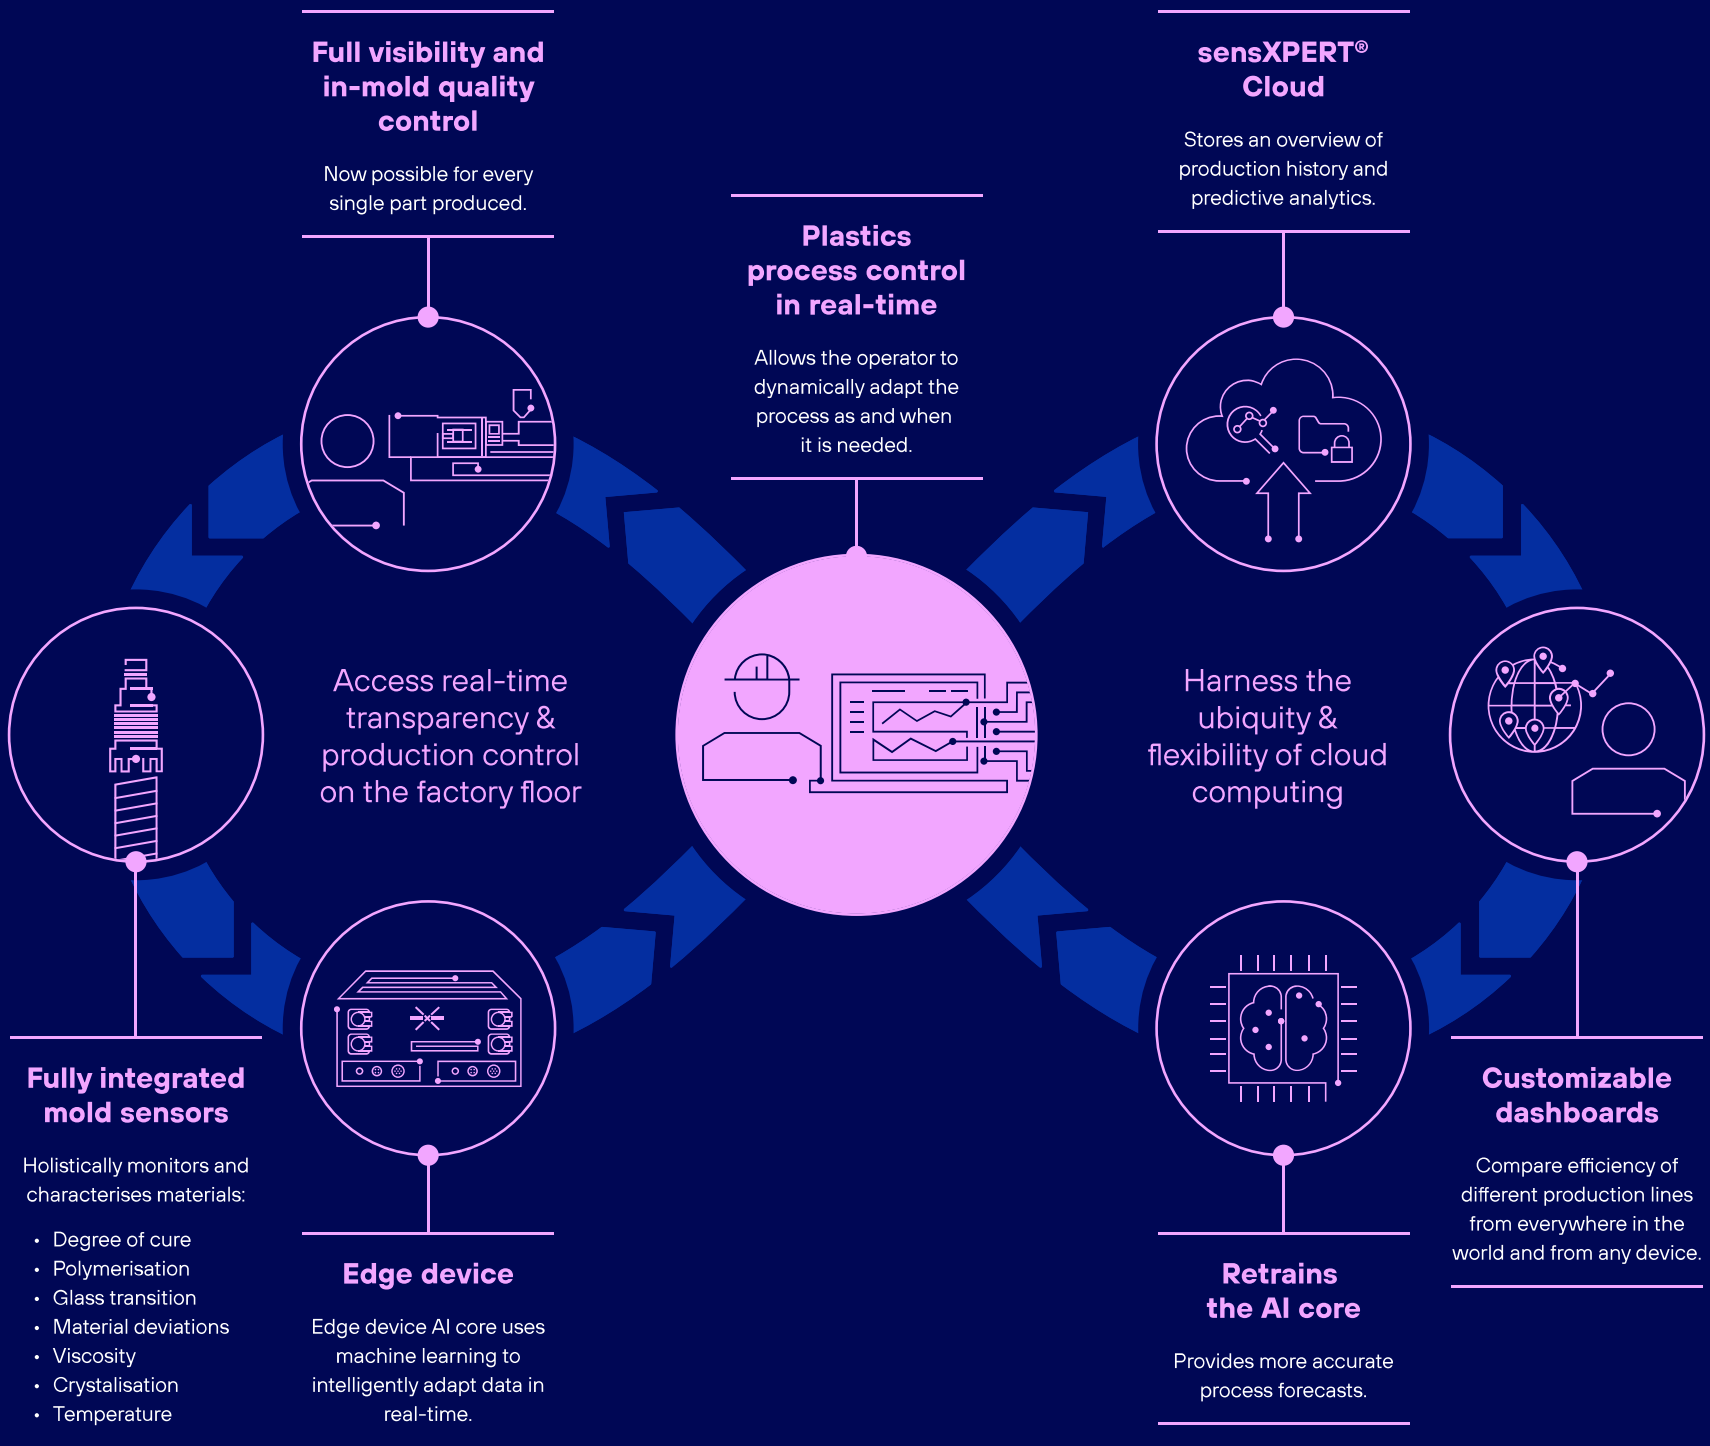 Full visibility and
in-mold quality
control
Now possible for every
single part produced.
Plastics
process control
in real-time
Allows the operator to
dynamically adapt the
process as and when
it is needed.
sensXPERT®
Cloud
Stores an overview of
production history and
predictive analytics.
Access real-time
transparency &
production control
on the factory floor
Harness the
ubiquity &
flexibility of cloud
computing
Fully integrated
mold sensors
Holistically monitors and
characterises materials:
• Degree of cure
• Polymerisation
• Glass transition
• Material deviations
• Viscosity
• Crystalisation
• Temperature
Edge device
Edge device AI core uses
machine learning to
intelligently adapt data in
real-time.
Retrains
the AI core
Provides more accurate
process forecasts.
Customizable
dashboards
Compare efficiency of
different production lines
from everywhere in the
world and from any device.